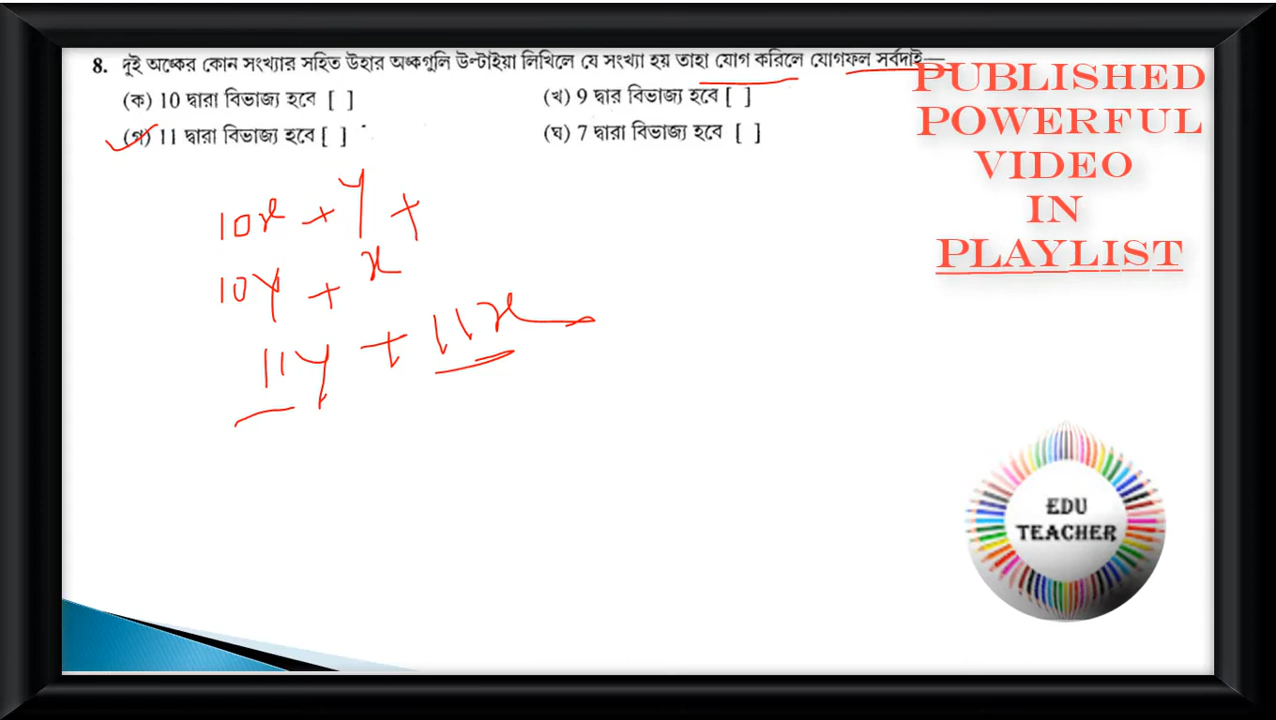 8. দুই অঙ্কের কোন সংখ্যার সহিত উহার অঙ্কগুলি উল্টাইয়া লিখিলে যে সংখ্যা হয় তাহা যোগ করিলে যোগফল সর্বদাই—
(ক) 10 দ্বারা বিভাজ্য হবে [ ] (খ) 9 দ্বার বিভাজ্য হবে [ ]
(গ) 11 দ্বারা বিভাজ্য হবে [ ] (ঘ) 7 দ্বারা বিভাজ্য হবে [ ]
10x + y +
10y + x
11y + 11x
PUBLISHED
POWERFUL
VIDEO
IN
PLAYLIST
EDU
TEACHER